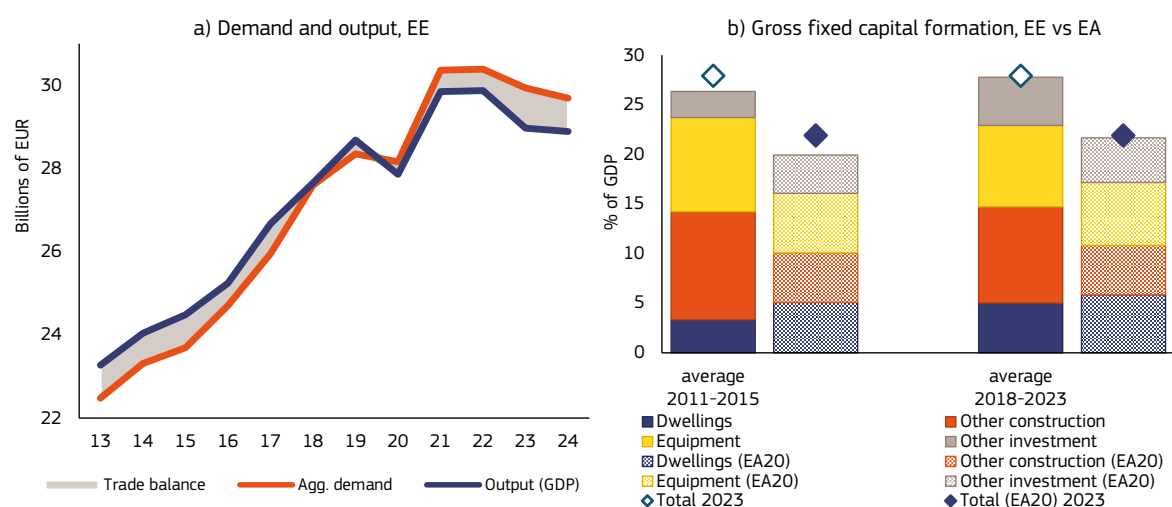 a) Demand and output, EE
Billions of EUR
30
28
26
24
22
13 14 15 16 17 18 19 20 21 22 23 24
Trade balance Agg. demand Output (GDP)
b) Gross fixed capital formation, EE vs EA
% of GDP
30
25
20
15
10
5
0
average average
2011-2015 2018-2023
Dwellings Other construction
Equipment Other investment
Dwellings (EA20) Other construction (EA20)
Equipment (EA20) Other investment (EA20)
Total 2023 Total (EA20) 2023